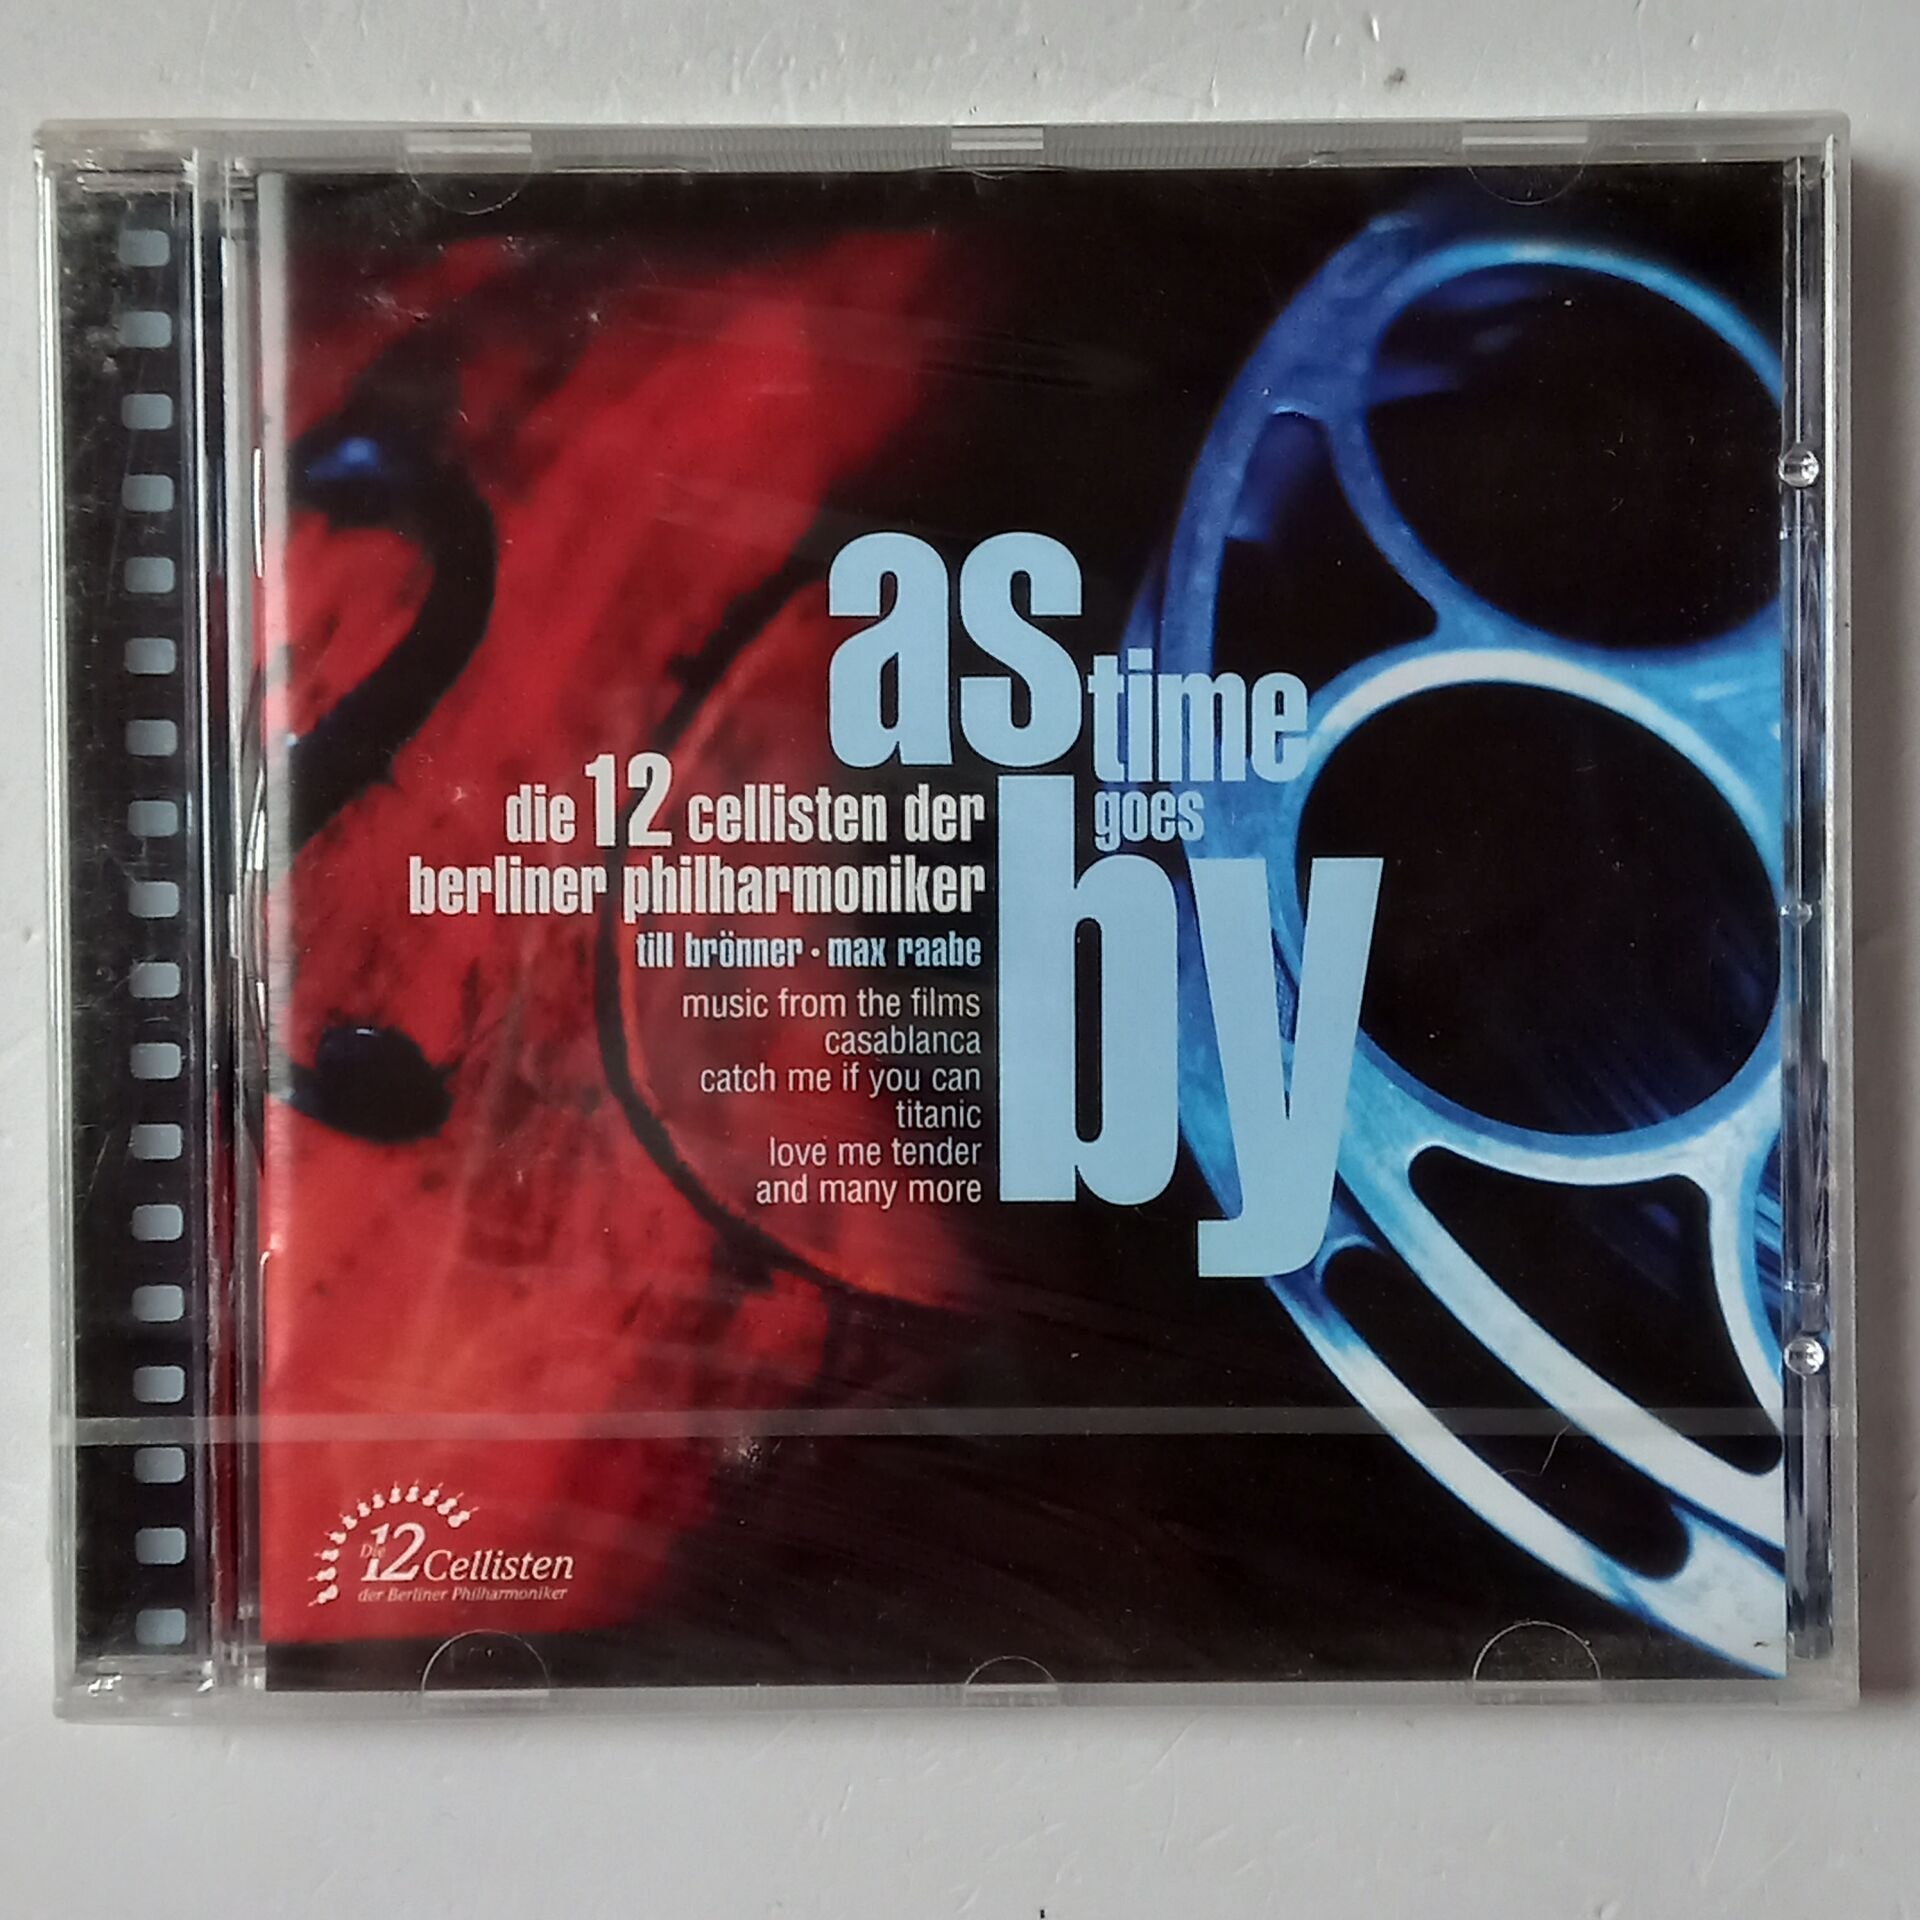 as
time
goes
by
die 12 cellisten der
berliner philharmoniker
till brönner · max raabe
music from the films
casablanca
catch me if you can
titanic
love me tender
and many more
Die 12 Cellisten
der Berliner Philharmoniker